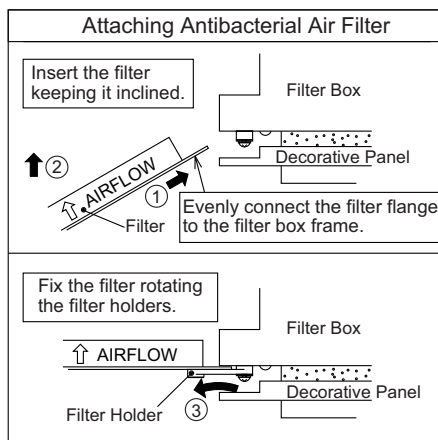 Attaching Antibacterial Air Filter
Insert the filter
keeping it inclined.
Filter Box
②
AIRFLOW
①
Decorative Panel
Filter
Evenly connect the filter flange
to the filter box frame.
Fix the filter rotating
the filter holders.
Filter Box
AIRFLOW
Filter Holder
③
Decorative Panel